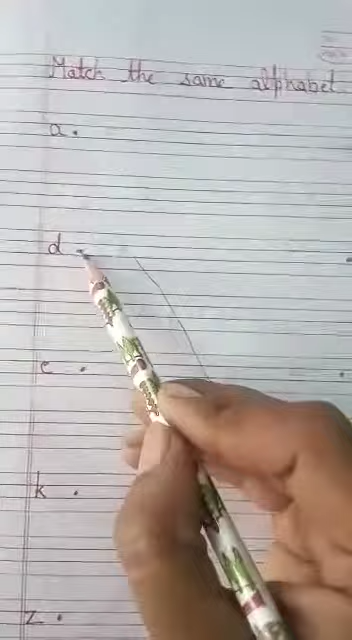 Match the same alphabet
a.
d.
c.
k.
z.